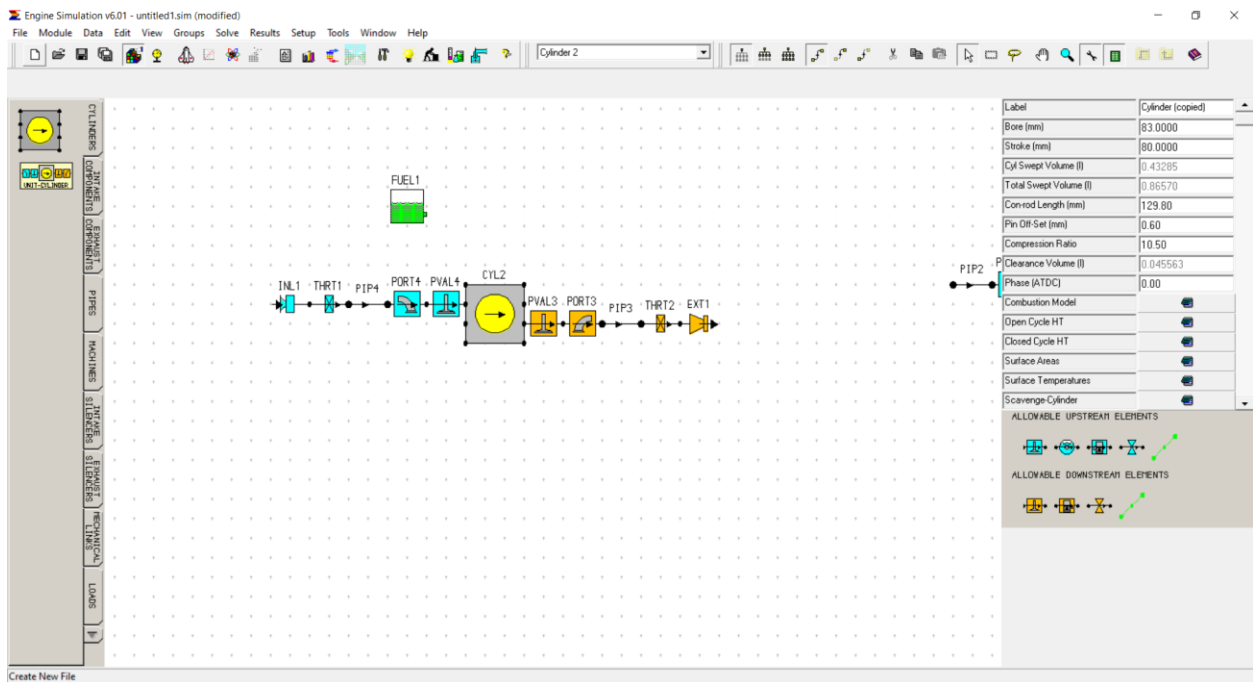 Engine Simulation v6.01 - untitled1.sim (modified)
File Module Data Edit View Groups Solve Results Setup Tools Window Help
Cylinder 2
CYLINDERS
INTAKE COMPONENTS
EXHAUST COMPONENTS
PIPES
MACHINES
INTAKE SILENCERS
EXHAUST SILENCERS
MECHANICAL LINKS
LOADS
UNIT-CYLINDER
FUEL1
INL1 THRT1 PIP4 PORT4 PVAL4 CYL2
PVAL3 PORT3 PIP3 THRT2 EXT1
PIP2 P
Label Cylinder (copied)
Bore (mm) 83.0000
Stroke (mm) 80.0000
Cyl Swept Volume (l) 0.43285
Total Swept Volume (l) 0.86570
Con-rod Length (mm) 129.80
Pin Off-Set (mm) 0.60
Compression Ratio 10.50
Clearance Volume (l) 0.045563
Phase (ATDC) 0.00
Combustion Model
Open Cycle HT
Closed Cycle HT
Surface Areas
Surface Temperatures
Scavenge-Cylinder
ALLOWABLE UPSTREAM ELEMENTS
ALLOWABLE DOWNSTREAM ELEMENTS
Create New File